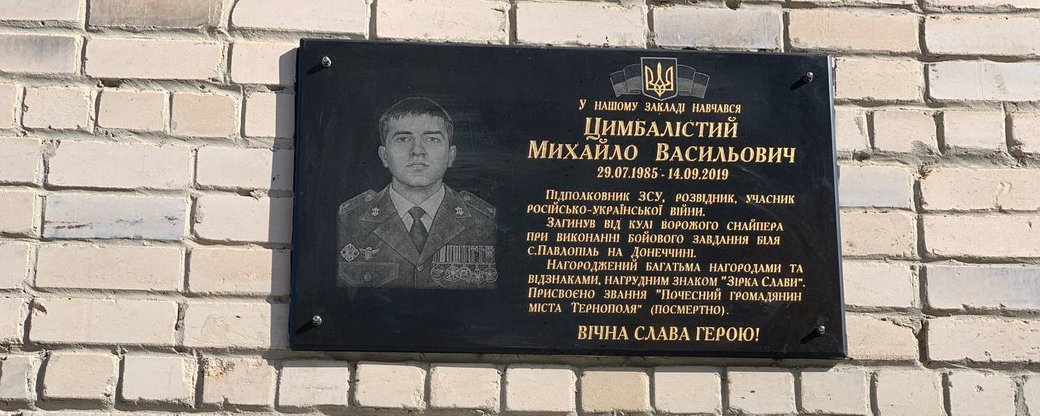 У НАШОМУ ЗАКЛАДІ НАВЧАВСЯ
ЦИМБАЛІСТИЙ
МИХАЙЛО ВАСИЛЬОВИЧ
29.07.1985 - 14.09.2019
ПІДПОЛКОВНИК ЗСУ, РОЗВІДНИК, УЧАСНИК
РОСІЙСЬКО-УКРАЇНСЬКОЇ ВІЙНИ.
ЗАГИНУВ ВІД КУЛІ ВОРОЖОГО СНАЙПЕРА
ПРИ ВИКОНАННІ БОЙОВОГО ЗАВДАННЯ БІЛЯ
С.ПАВЛОПІЛЬ НА ДОНЕЧЧИНІ.
НАГОРОДЖЕНИЙ БАГАТЬМА НАГОРОДАМИ ТА
ВІДЗНАКАМИ, НАГРУДНИМ ЗНАКОМ "ЗІРКА СЛАВИ".
ПРИСВОЄНО ЗВАННЯ "ПОЧЕСНИЙ ГРОМАДЯНИН
МІСТА ТЕРНОПОЛЯ" (ПОСМЕРТНО).
ВІЧНА СЛАВА ГЕРОЮ!